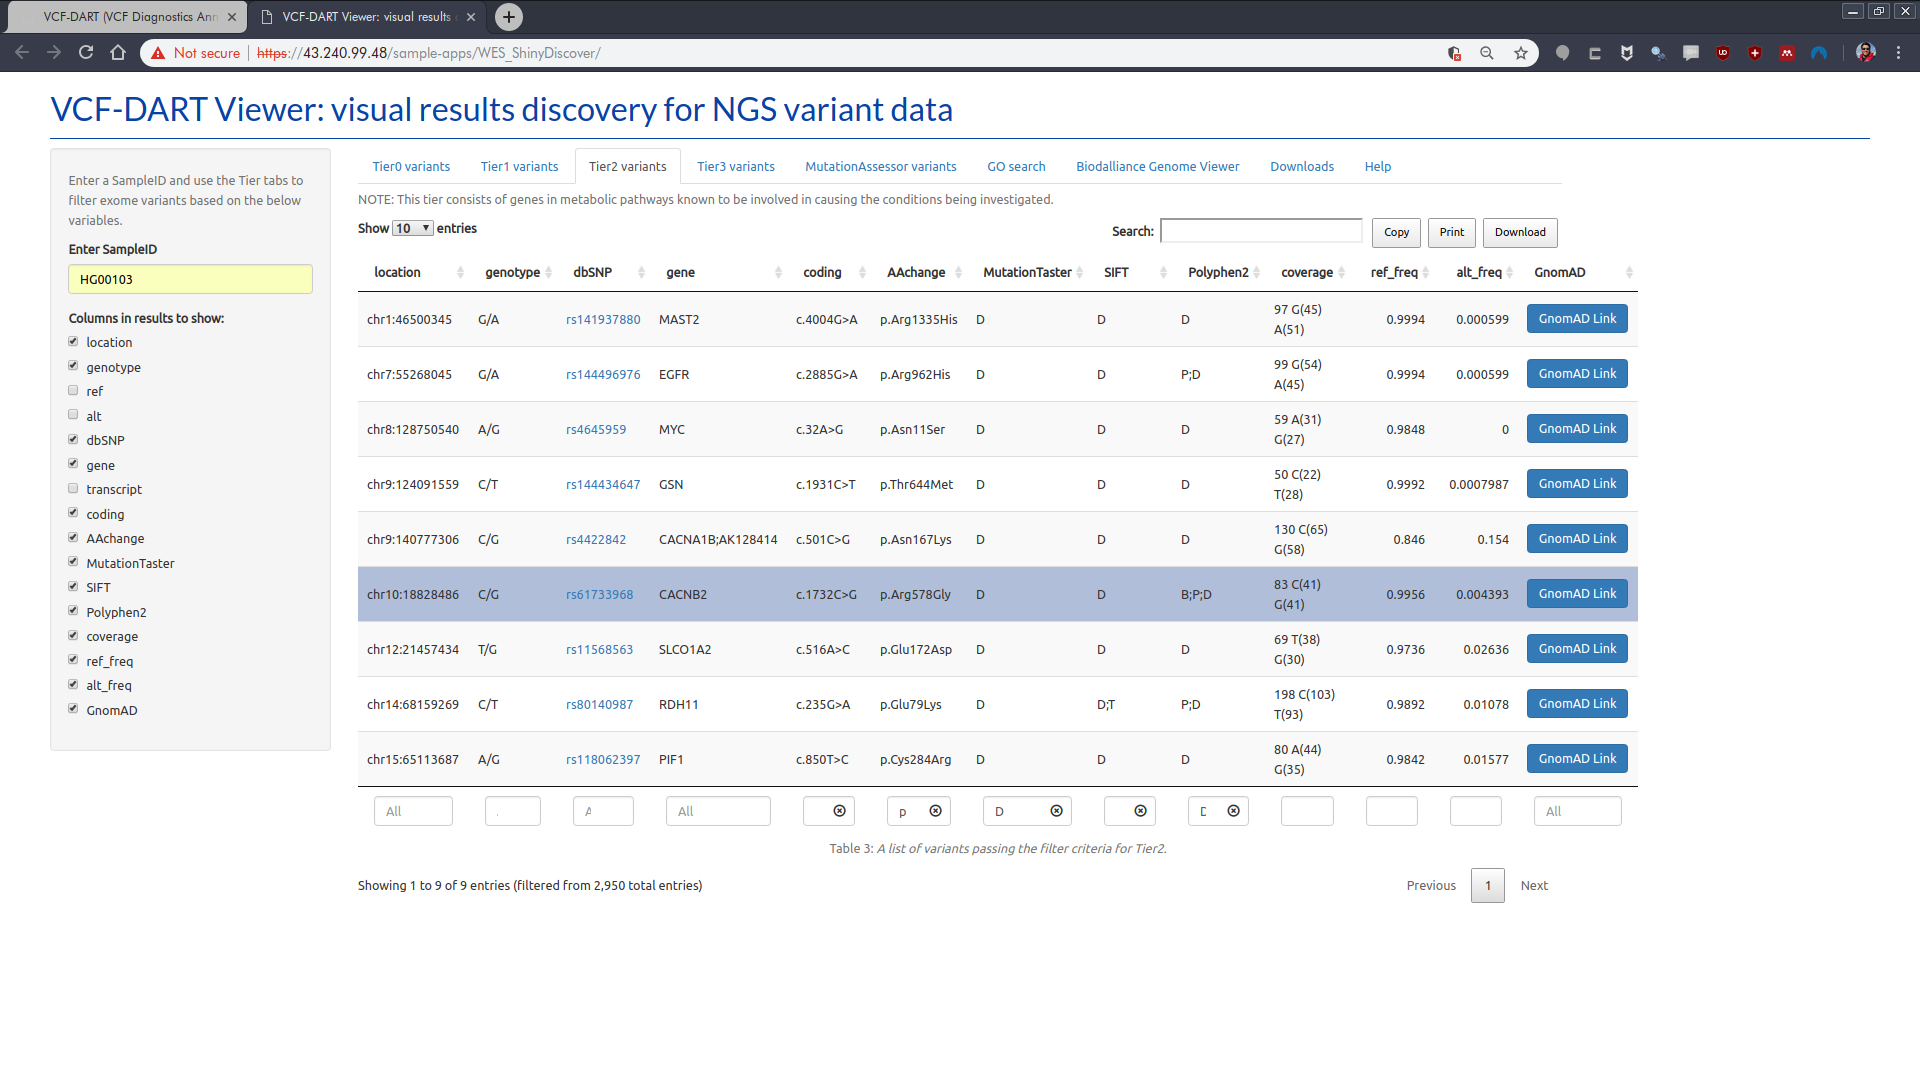 VCF-DART (VCF Diagnostics Ann
VCF-DART Viewer: visual results
Not secure https://43.240.99.48/sample-apps/WES_ShinyDiscover/
VCF-DART Viewer: visual results discovery for NGS variant data
Enter a SampleID and use the Tier tabs to
filter exome variants based on the below
variables.
Enter SampleID
HG00103
Columns in results to show:
location
genotype
ref
alt
dbSNP
gene
transcript
coding
AAchange
MutationTaster
SIFT
Polyphen2
coverage
ref_freq
alt_freq
GnomAD
Tier0 variants Tier1 variants Tier2 variants Tier3 variants MutationAssessor variants GO search Biodalliance Genome Viewer Downloads Help
NOTE: This tier consists of genes in metabolic pathways known to be involved in causing the conditions being investigated.
Show 10 entries
Search: Copy Print Download
location genotype dbSNP gene coding AAchange MutationTaster SIFT Polyphen2 coverage ref_freq alt_freq GnomAD
chr1:46500345 G/A rs141937880 MAST2 c.4004G>A p.Arg1335His D D D 97 G(45) A(51) 0.9994 0.000599 GnomAD Link
chr7:55268045 G/A rs144496976 EGFR c.2885G>A p.Arg962His D D P;D 99 G(54) A(45) 0.9994 0.000599 GnomAD Link
chr8:128750540 A/G rs4645959 MYC c.32A>G p.Asn11Ser D D D 59 A(31) G(27) 0.9848 0 GnomAD Link
chr9:124091559 C/T rs144434647 GSN c.1931C>T p.Thr644Met D D D 50 C(22) T(28) 0.9992 0.0007987 GnomAD Link
chr9:140777306 C/G rs4422842 CACNA1B;AK128414 c.501C>G p.Asn167Lys D D D 130 C(65) G(58) 0.846 0.154 GnomAD Link
chr10:18828486 C/G rs61733968 CACNB2 c.1732C>G p.Arg578Gly D D B;P;D 83 C(41) G(41) 0.9956 0.004393 GnomAD Link
chr12:21457434 T/G rs11568563 SLCO1A2 c.516A>C p.Glu172Asp D D D 69 T(38) G(30) 0.9736 0.02636 GnomAD Link
chr14:68159269 C/T rs80140987 RDH11 c.235G>A p.Glu79Lys D D;T P;D 198 C(103) T(93) 0.9892 0.01078 GnomAD Link
chr15:65113687 A/G rs118062397 PIF1 c.850T>C p.Cys284Arg D D D 80 A(44) G(35) 0.9842 0.01577 GnomAD Link
All All p D All
Table 3: A list of variants passing the filter criteria for Tier2.
Showing 1 to 9 of 9 entries (filtered from 2,950 total entries)
Previous 1 Next